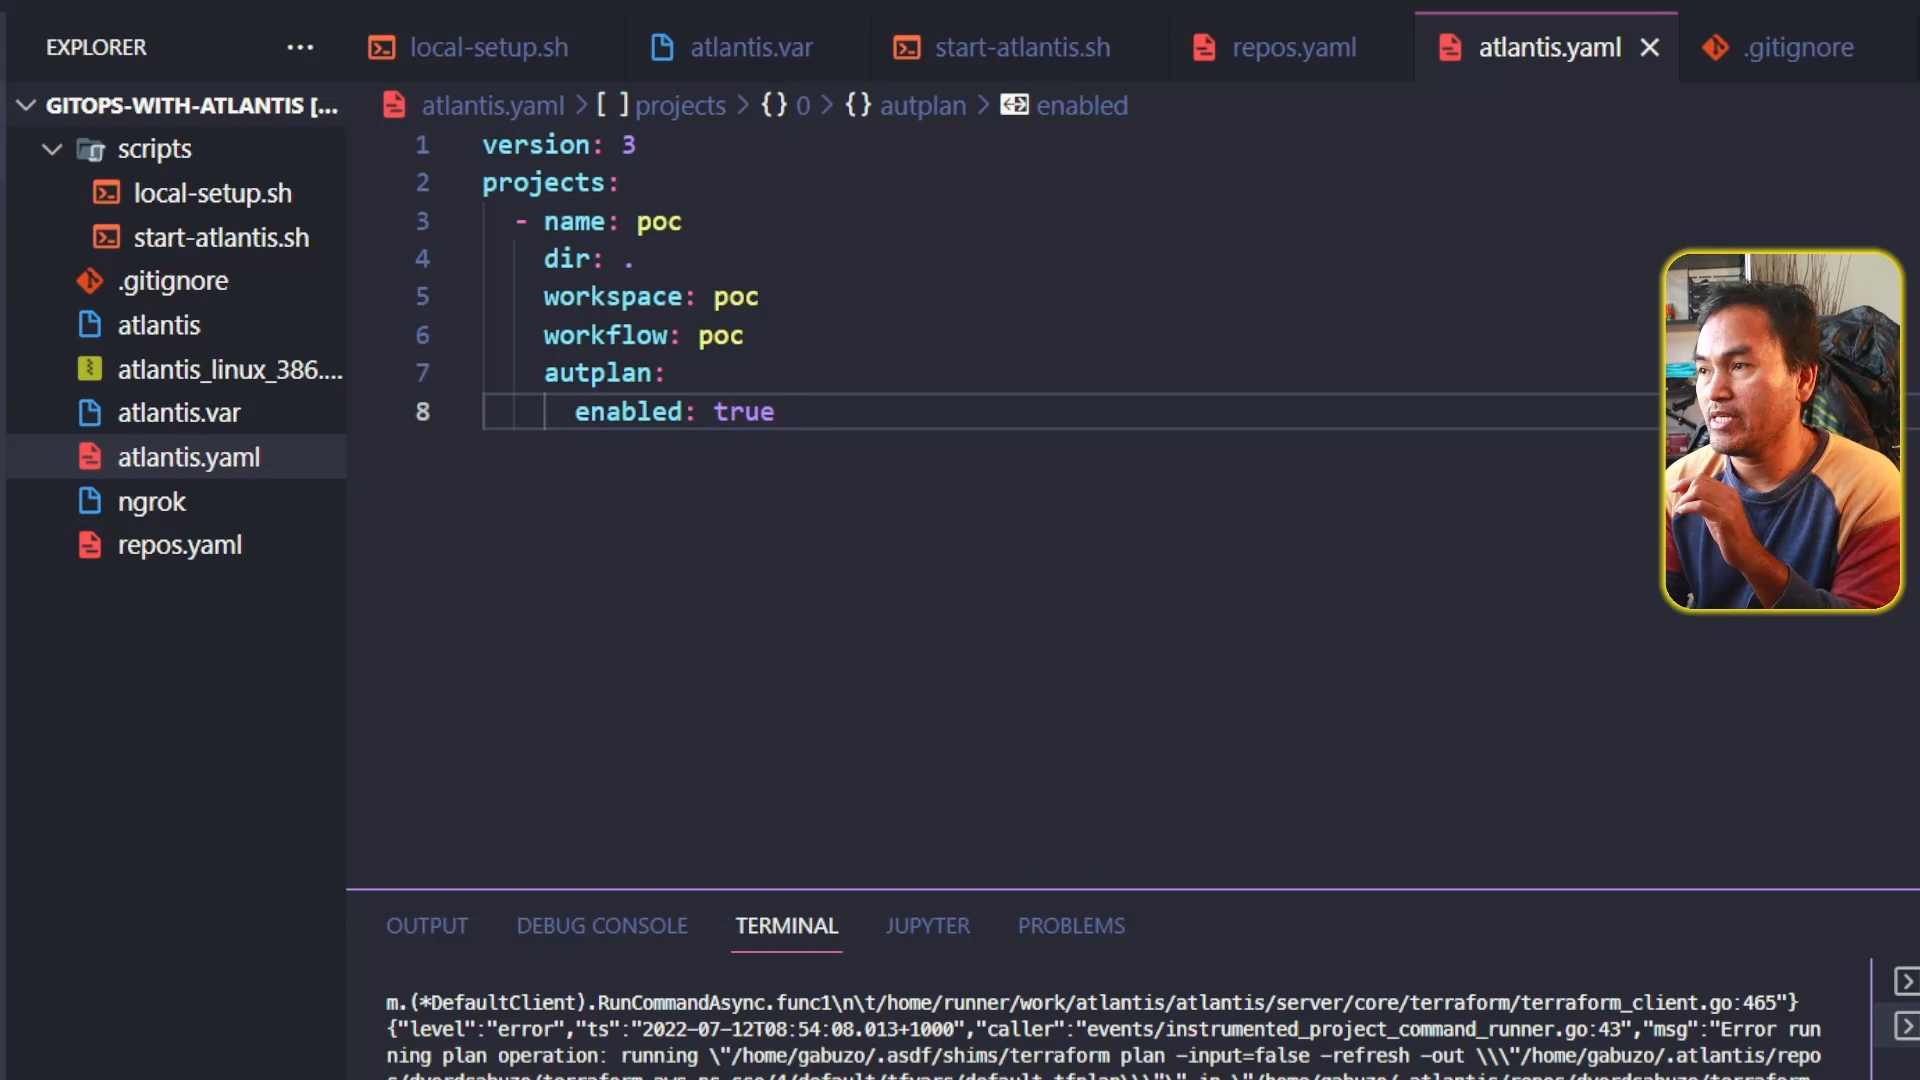 EXPLORER
local-setup.sh
atlantis.var
start-atlantis.sh
repos.yaml
atlantis.yaml
.gitignore
GITOPS-WITH-ATLANTIS [...
scripts
local-setup.sh
start-atlantis.sh
.gitignore
atlantis
atlantis_linux_386....
atlantis.var
atlantis.yaml
ngrok
repos.yaml
atlantis.yaml > [ ] projects > {} 0 > {} autplan > enabled
1 version: 3
2 projects:
3 - name: poc
4 dir: .
5 workspace: poc
6 workflow: poc
7 autplan:
8 enabled: true
OUTPUT DEBUG CONSOLE TERMINAL JUPYTER PROBLEMS
m.(*DefaultClient).RunCommandAsync.func1\n\t/home/runner/work/atlantis/atlantis/server/core/terraform/terraform_client.go:465"}
{"level":"error","ts":"2022-07-12T08:54:08.013+1000","caller":"events/instrumented_project_command_runner.go:43","msg":"Error run
ning plan operation: running \"/home/gabuzo/.asdf/shims/terraform plan -input=false -refresh -out \\\"/home/gabuzo/.atlantis/repo